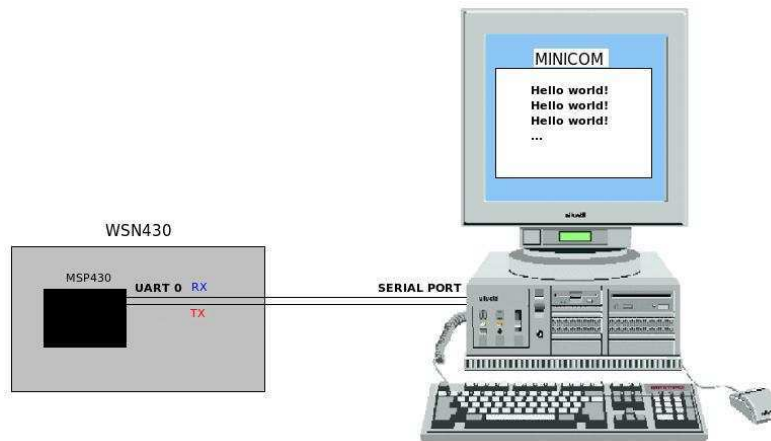 MINICOM
Hello world!
Hello world!
Hello world!
...
WSN430
MSP430
UART 0 RX
SERIAL PORT
TX